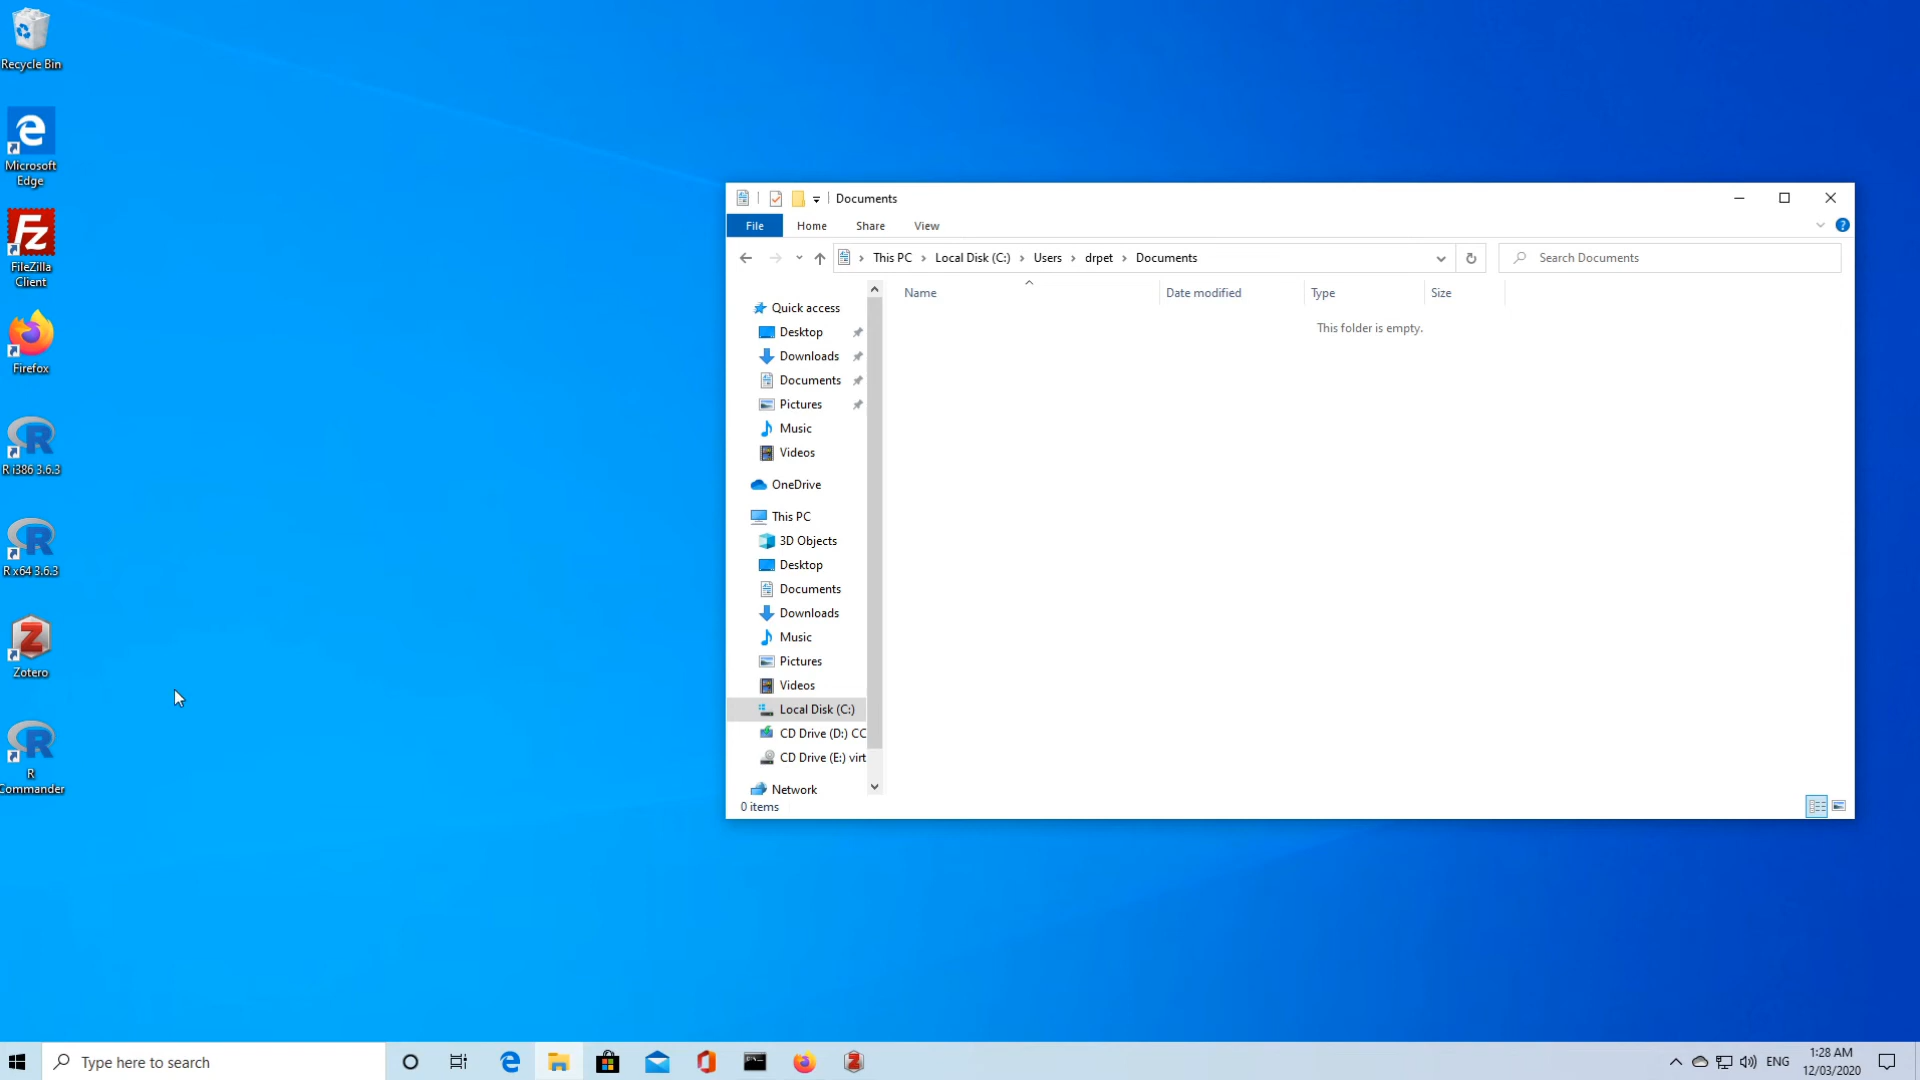 Recycle Bin
Microsoft
Edge
FileZilla
Client
Firefox
R i386 3.6.3
R x64 3.6.3
Zotero
R
Commander
Documents
File Home Share View
This PC Local Disk (C:) Users drpet Documents
Search Documents
Name Date modified Type Size
This folder is empty.
Quick access
Desktop
Downloads
Documents
Pictures
Music
Videos
OneDrive
This PC
3D Objects
Desktop
Documents
Downloads
Music
Pictures
Videos
Local Disk (C:)
CD Drive (D:) CC
CD Drive (E:) virt
Network
0 items
Type here to search
ENG
1:28 AM
12/03/2020